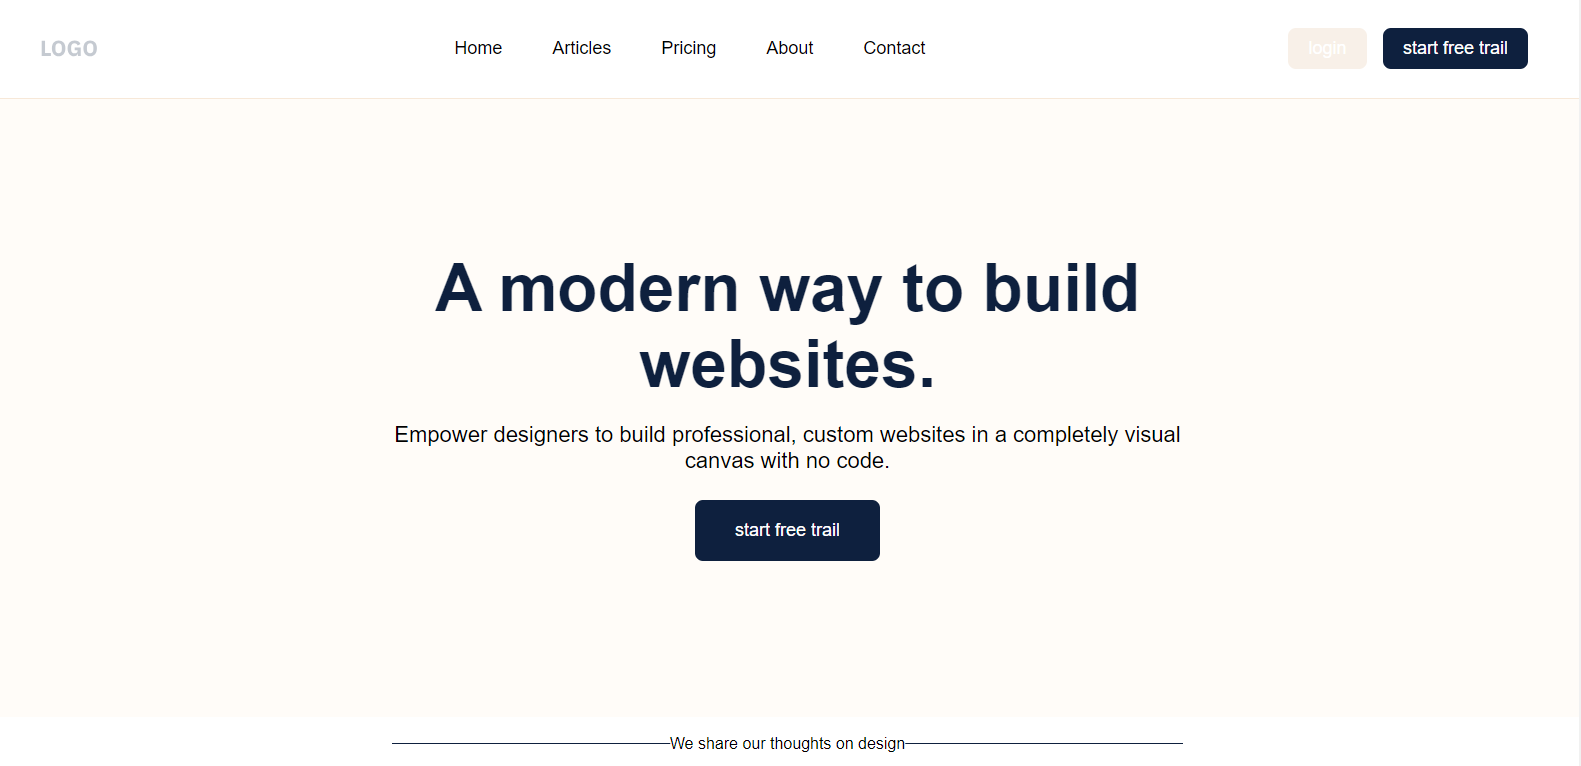 LOGO
Home Articles Pricing About Contact
login start free trail
A modern way to build
websites.
Empower designers to build professional, custom websites in a completely visual
canvas with no code.
start free trail
We share our thoughts on design